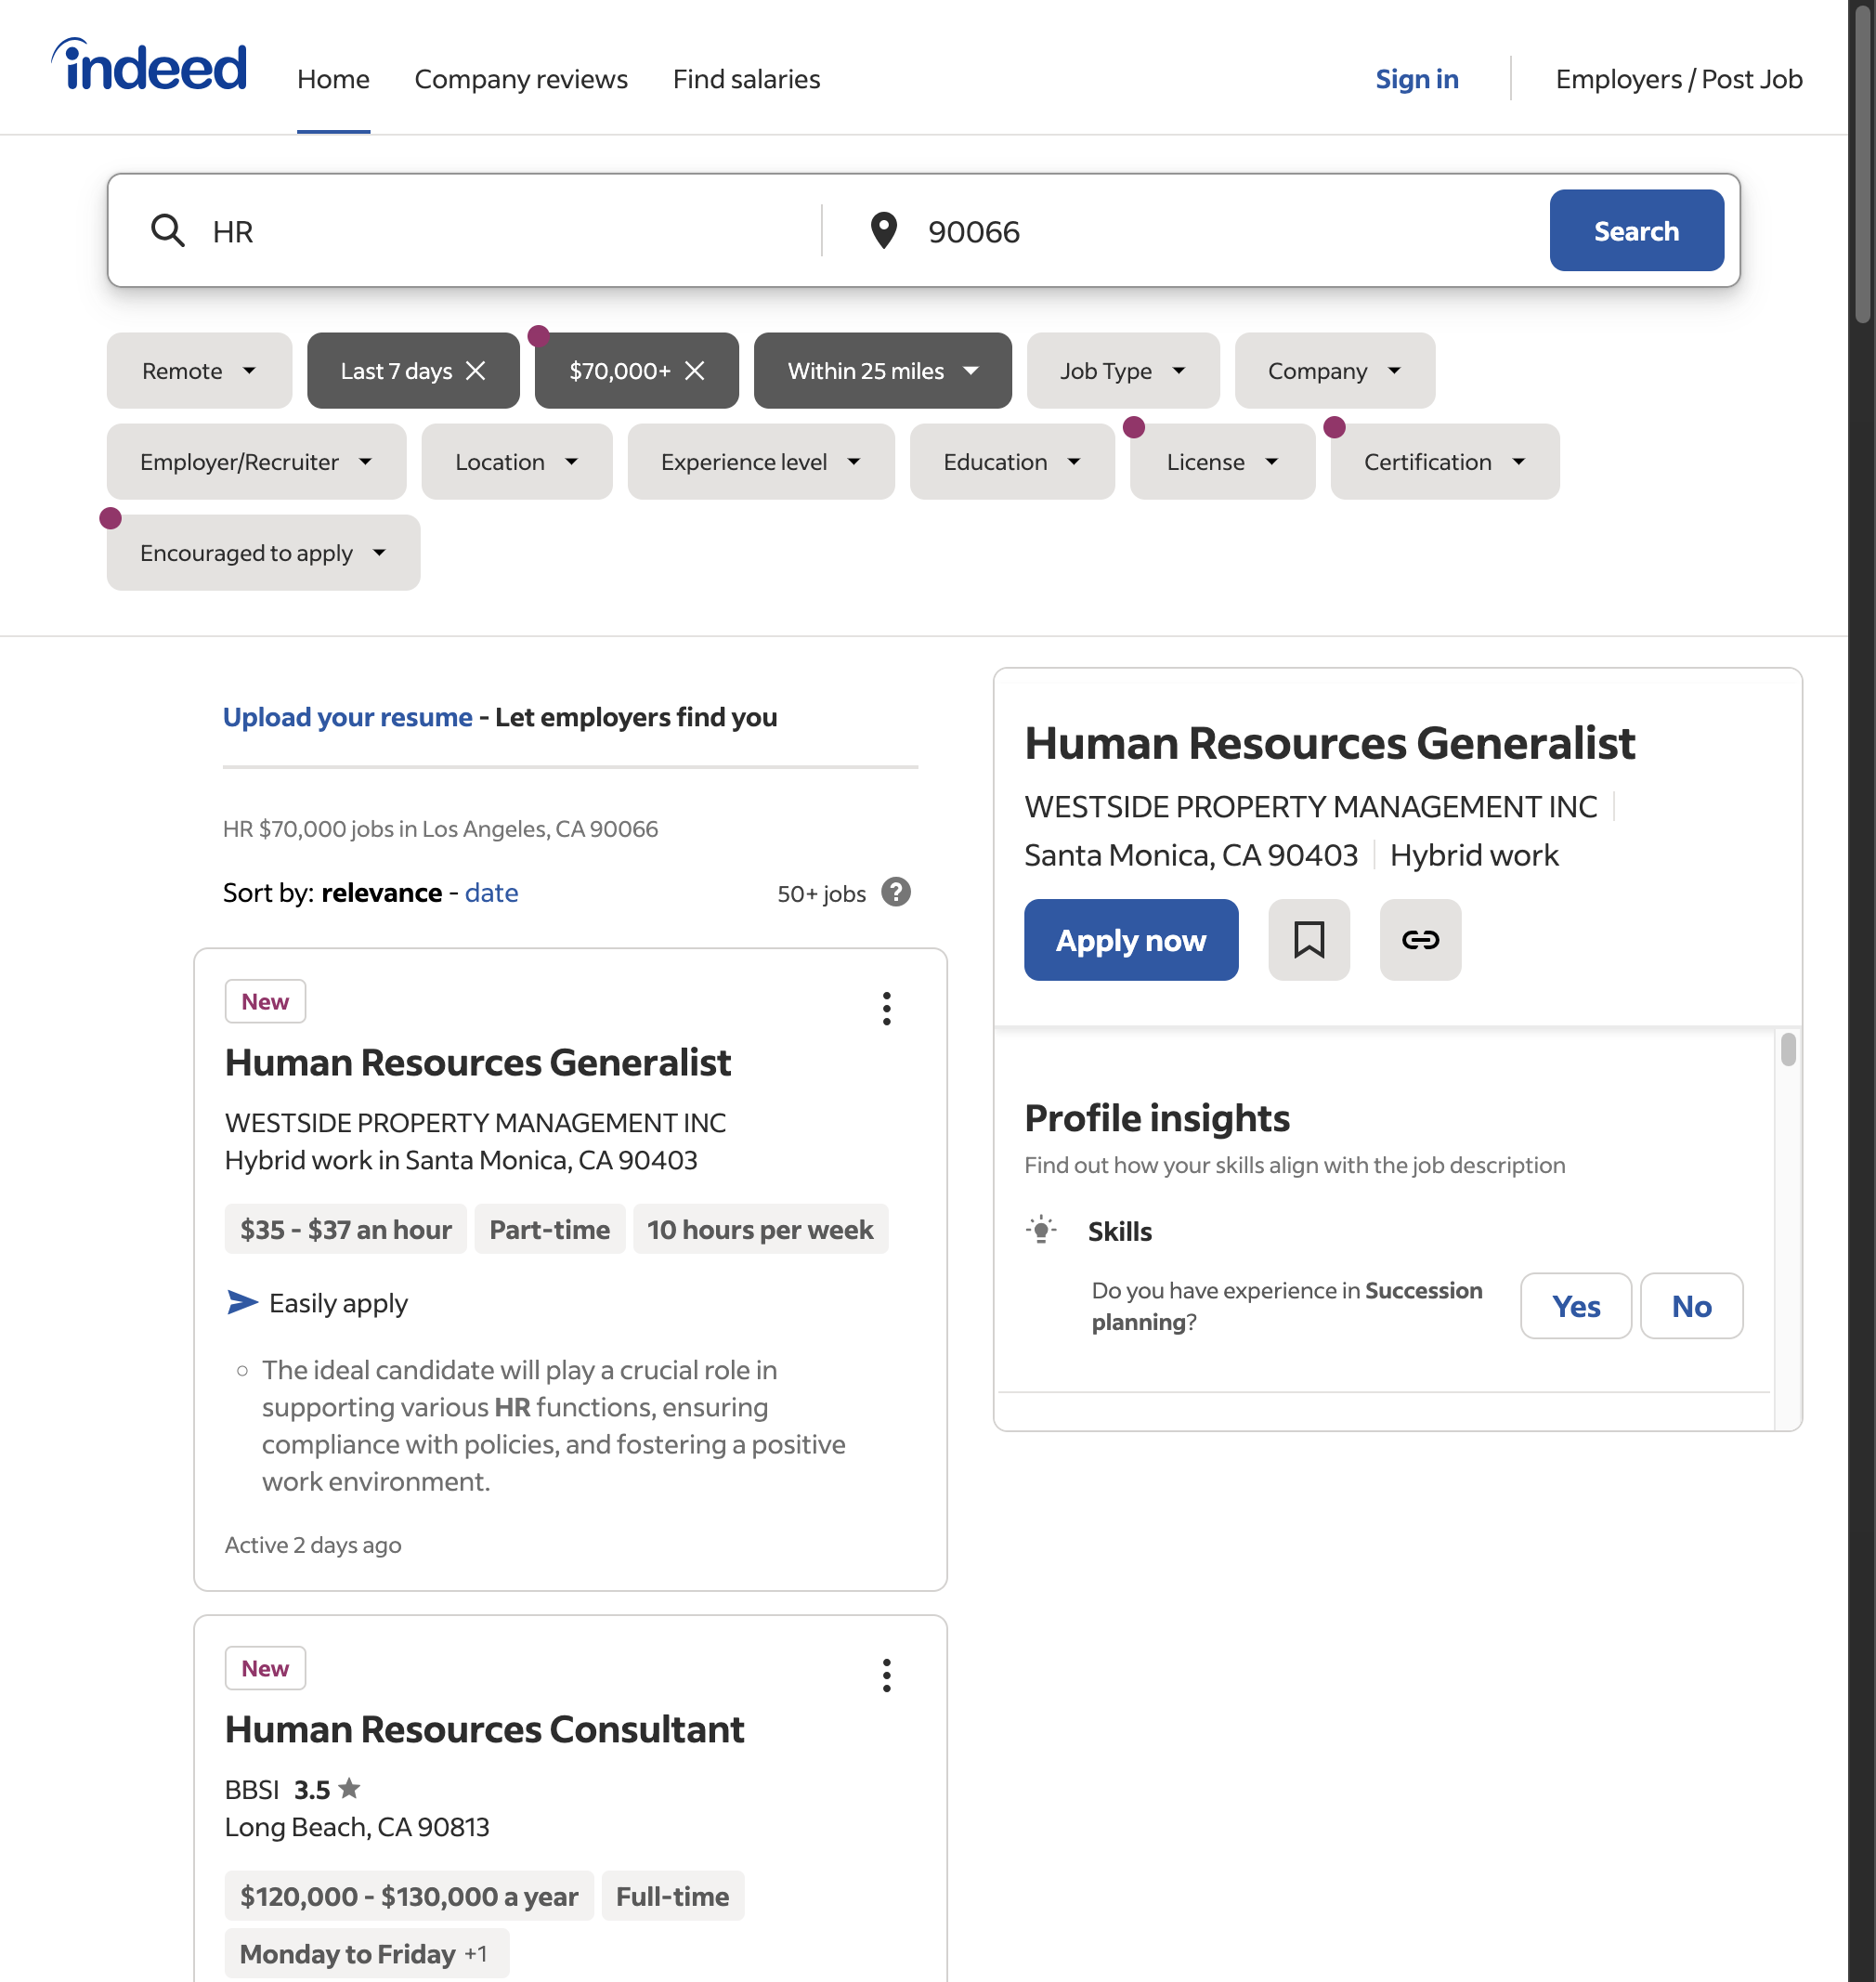 indeed
Home
Company reviews
Find salaries
Sign in
Employers / Post Job
HR
90066
Search
Remote
Last 7 days
$70,000+
Within 25 miles
Job Type
Company
Employer/Recruiter
Location
Experience level
Education
License
Certification
Encouraged to apply
Upload your resume - Let employers find you
HR $70,000 jobs in Los Angeles, CA 90066
Sort by: relevance - date
50+ jobs
?
New
Human Resources Generalist
WESTSIDE PROPERTY MANAGEMENT INC
Hybrid work in Santa Monica, CA 90403
$35 - $37 an hour
Part-time
10 hours per week
Easily apply
The ideal candidate will play a crucial role in
supporting various HR functions, ensuring
compliance with policies, and fostering a positive
work environment.
Active 2 days ago
New
Human Resources Consultant
BBSI 3.5
Long Beach, CA 90813
$120,000 - $130,000 a year
Full-time
Monday to Friday +1
Human Resources Generalist
WESTSIDE PROPERTY MANAGEMENT INC
Santa Monica, CA 90403
Hybrid work
Apply now
Profile insights
Find out how your skills align with the job description
Skills
Do you have experience in Succession
planning?
Yes
No